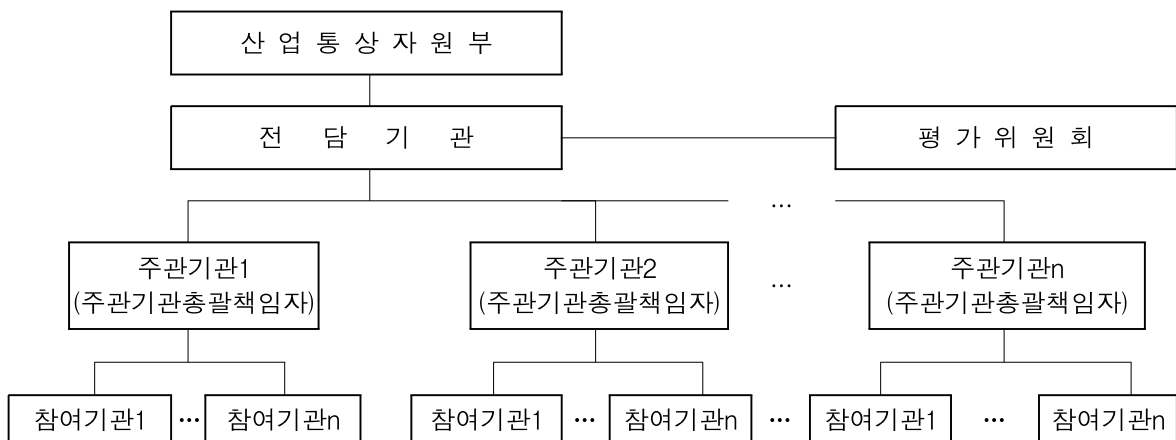 산 업 통 상 자 원 부
전 담 기 관
평 가 위 원 회
...
주관기관1
(주관기관총괄책임자)
주관기관2
(주관기관총괄책임자)
...
주관기관n
(주관기관총괄책임자)
참여기관1 ... 참여기관n
참여기관1 ... 참여기관n ... 참여기관1 ... 참여기관n